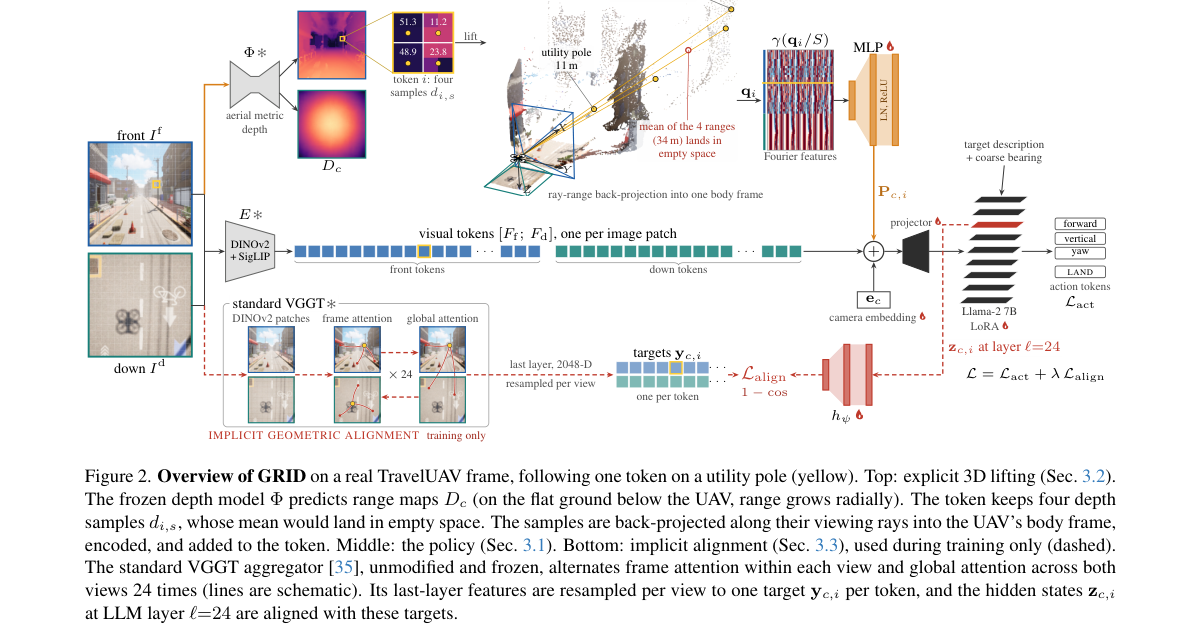 Φ*
aerial metric
depth
D_c
51.3 11.2
48.9 23.8
token i: four
samples d_{i,s}
lift
utility pole
11 m
mean of the 4 ranges
(34 m) lands in
empty space
ray-range back-projection into one body frame
q_i
γ(q_i/S)
Fourier features
MLP
LN, ReLU
P_{c,i}
front I^f
down I^d
E*
DINOv2
+ SigLIP
visual tokens [F_f; F_d], one per image patch
front tokens
down tokens
e_c
camera embedding
projector
target description
+ coarse bearing
Llama-2 7B
LoRA
forward
vertical
yaw
LAND
action tokens
L_act
standard VGGT*
DINOv2 patches frame attention global attention
× 24
IMPLICIT GEOMETRIC ALIGNMENT training only
last layer, 2048-D
resampled per view
targets y_{c,i}
one per token
L_align
1 − cos
h_ψ
z_{c,i} at layer ℓ=24
L = L_act + λ L_align
Figure 2. Overview of GRID on a real TravelUAV frame, following one token on a utility pole (yellow). Top: explicit 3D lifting (Sec. 3.2).
The frozen depth model Φ predicts range maps D_c (on the flat ground below the UAV, range grows radially). The token keeps four depth
samples d_{i,s}, whose mean would land in empty space. The samples are back-projected along their viewing rays into the UAV's body frame,
encoded, and added to the token. Middle: the policy (Sec. 3.1). Bottom: implicit alignment (Sec. 3.3), used during training only (dashed).
The standard VGGT aggregator [35], unmodified and frozen, alternates frame attention within each view and global attention across both
views 24 times (lines are schematic). Its last-layer features are resampled per view to one target y_{c,i} per token, and the hidden states z_{c,i}
at LLM layer ℓ=24 are aligned with these targets.